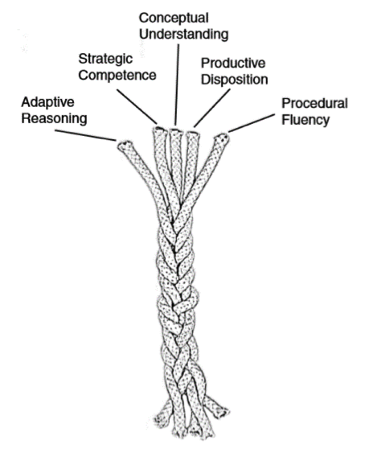 Conceptual
Understanding
Strategic
Competence
Productive
Disposition
Adaptive
Reasoning
Procedural
Fluency